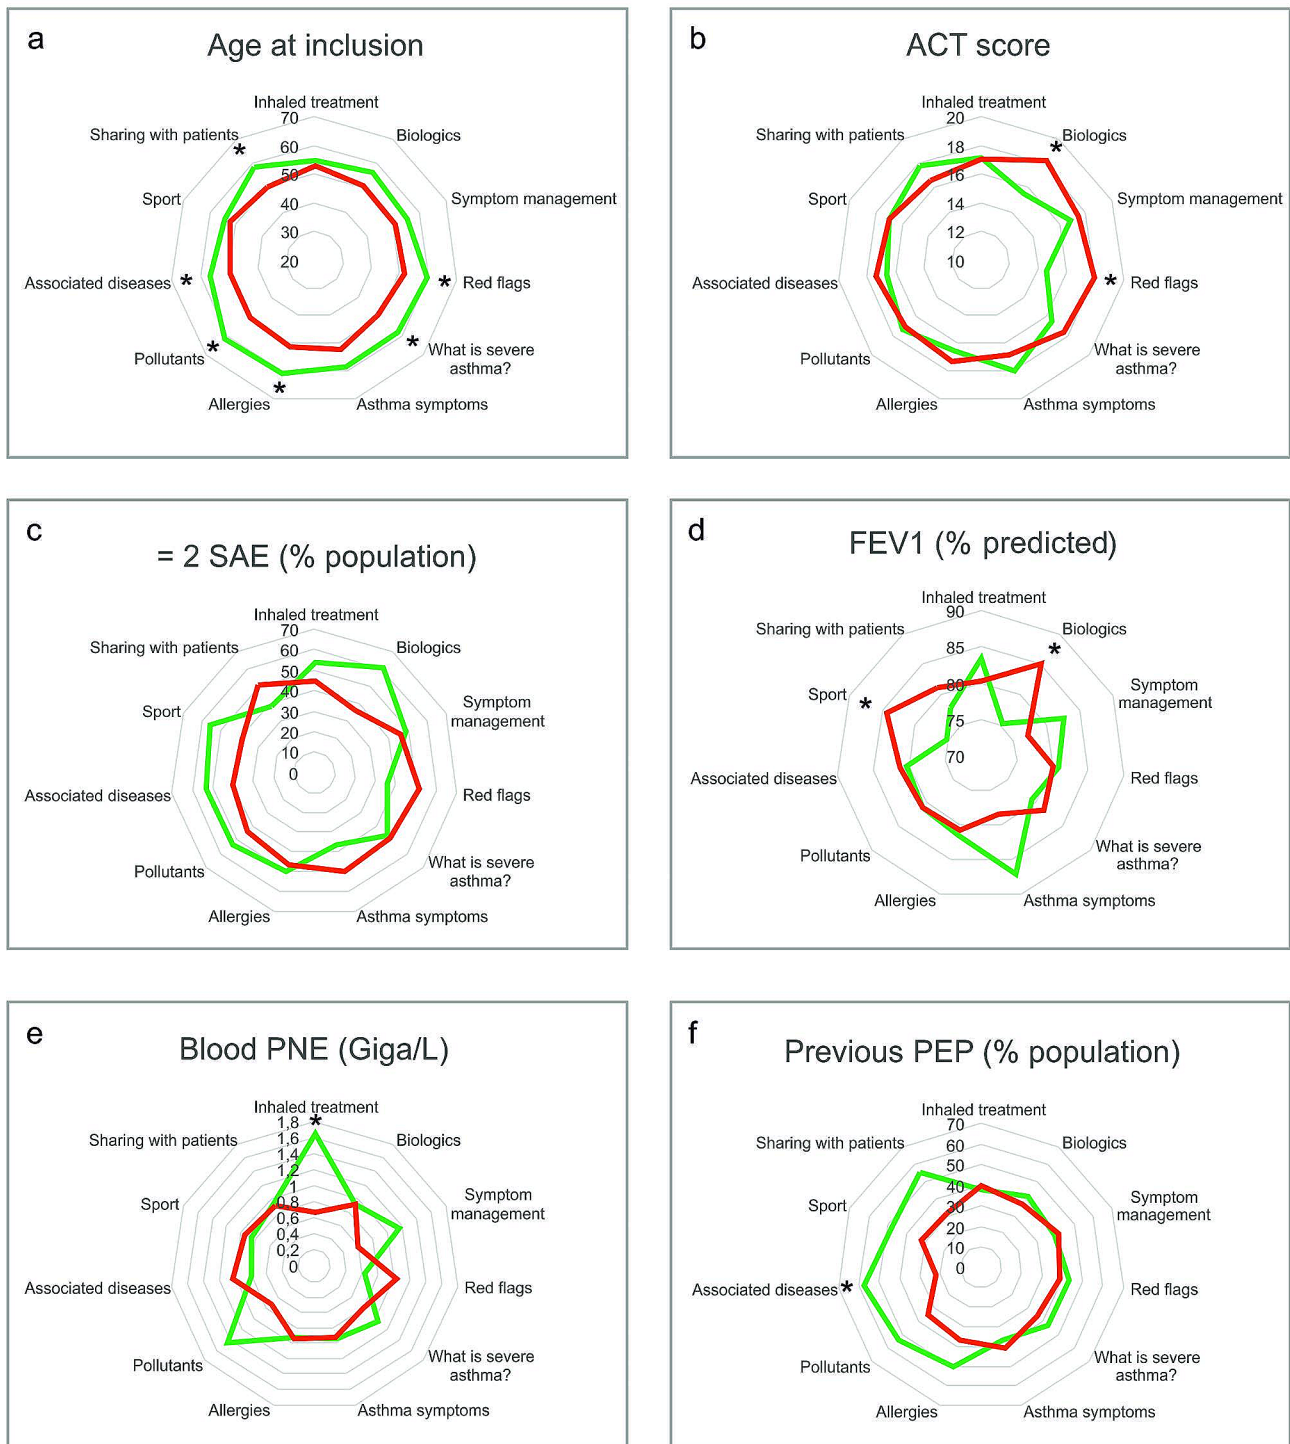 a
Age at inclusion
Inhaled treatment
70
Sharing with patients
*
60
Biologics
50
Sport
40
Symptom management
30
20
Associated diseases
*
*
Red flags
Pollutants
*
*
What is severe
asthma?
Allergies
*
Asthma symptoms
b
ACT score
Inhaled treatment
20
Sharing with patients
18
*
Biologics
16
Sport
14
Symptom management
12
10
Associated diseases
*
Red flags
Pollutants
What is severe
asthma?
Allergies
Asthma symptoms
c
= 2 SAE (% population)
Inhaled treatment
70
Sharing with patients
60
Biologics
50
40
Sport
30
Symptom
management
20
10
0
Associated diseases
Red flags
Pollutants
What is severe
asthma?
Allergies
Asthma symptoms
d
FEV1 (% predicted)
Inhaled treatment
90
Sharing with patients
85
*
Biologics
80
Sport
*
75
Symptom
management
70
Associated diseases
Red flags
Pollutants
What is severe
asthma?
Allergies
Asthma symptoms
e
Blood PNE (Giga/L)
Inhaled treatment
*
1,8
Sharing with patients
1,6
Biologics
1,4
1,2
1
Sport
0,8
Symptom
management
0,6
0,4
0,2
0
Associated diseases
Red flags
Pollutants
What is severe
asthma?
Allergies
Asthma symptoms
f
Previous PEP (% population)
Inhaled treatment
70
Sharing with patients
60
Biologics
50
40
Sport
30
Symptom
management
20
10
0
Associated diseases
*
Red flags
Pollutants
What is severe
asthma?
Allergies
Asthma symptoms